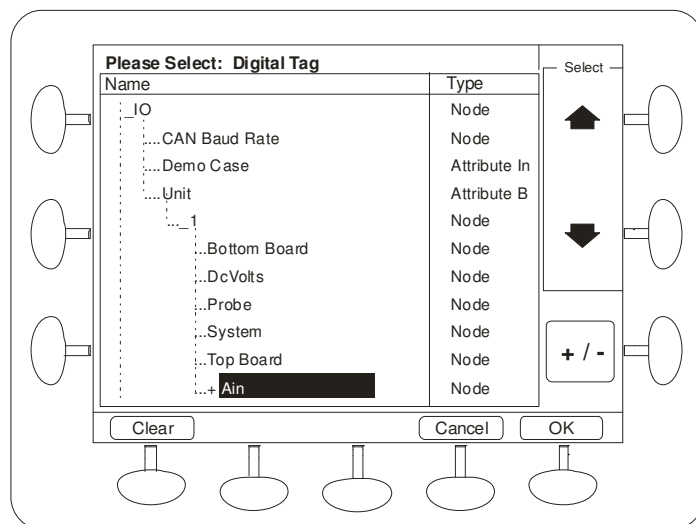 Please Select: Digital Tag
Select
Name Type
_IO Node
....CAN Baud Rate Node
....Demo Case Attribute In
....Unit Attribute B
..._1 Node
...Bottom Board Node
...DcVolts Node
...Probe Node
...System Node
...Top Board Node
...+ Ain Node
+ / -
Clear Cancel OK